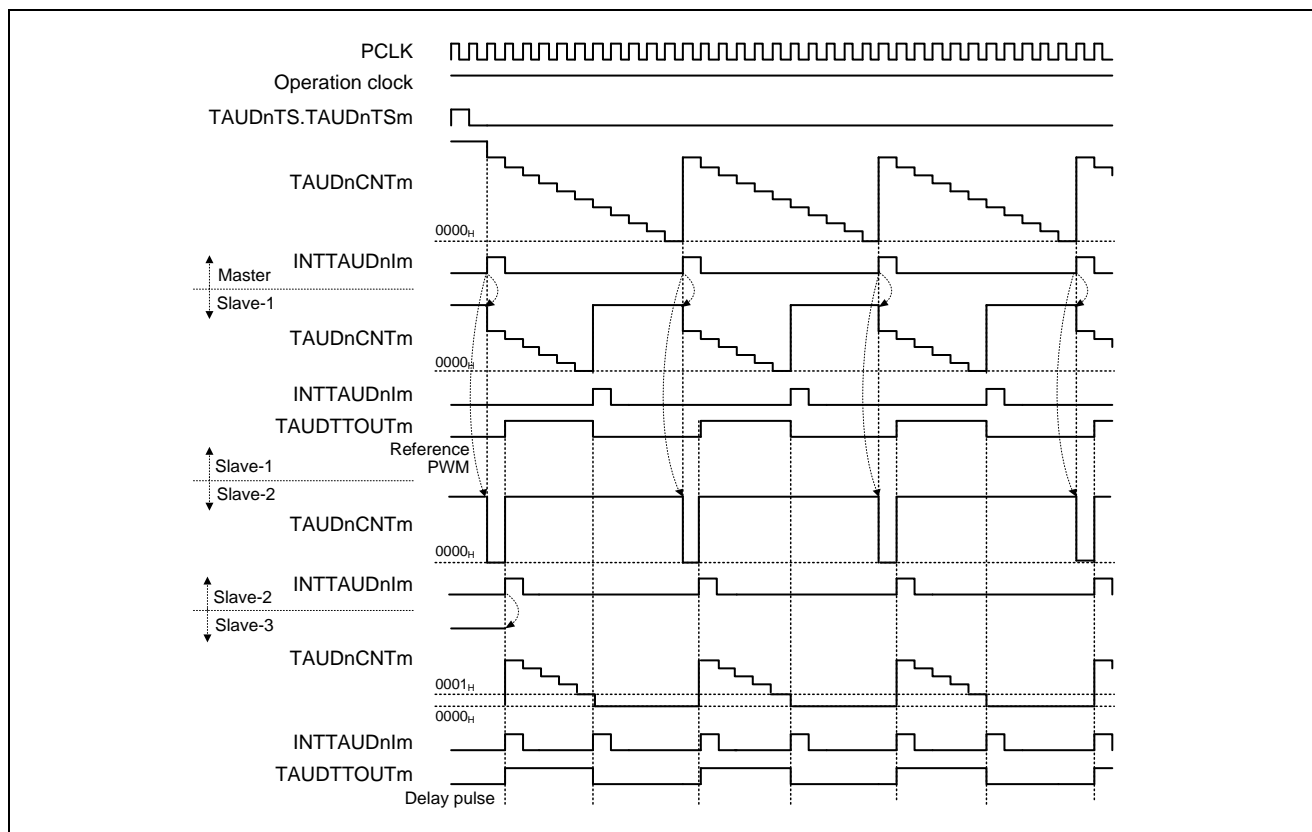 PCLK
Operation clock
TAUDnTS.TAUDnTSm
TAUDnCNTm
0000H
INTTAUDnIm
Master
Slave-1
TAUDnCNTm
0000H
INTTAUDnIm
TAUDTTOUTm
Reference
PWM
Slave-1
Slave-2
TAUDnCNTm
0000H
INTTAUDnIm
Slave-2
Slave-3
TAUDnCNTm
0001H
0000H
INTTAUDnIm
TAUDTTOUTm
Delay pulse